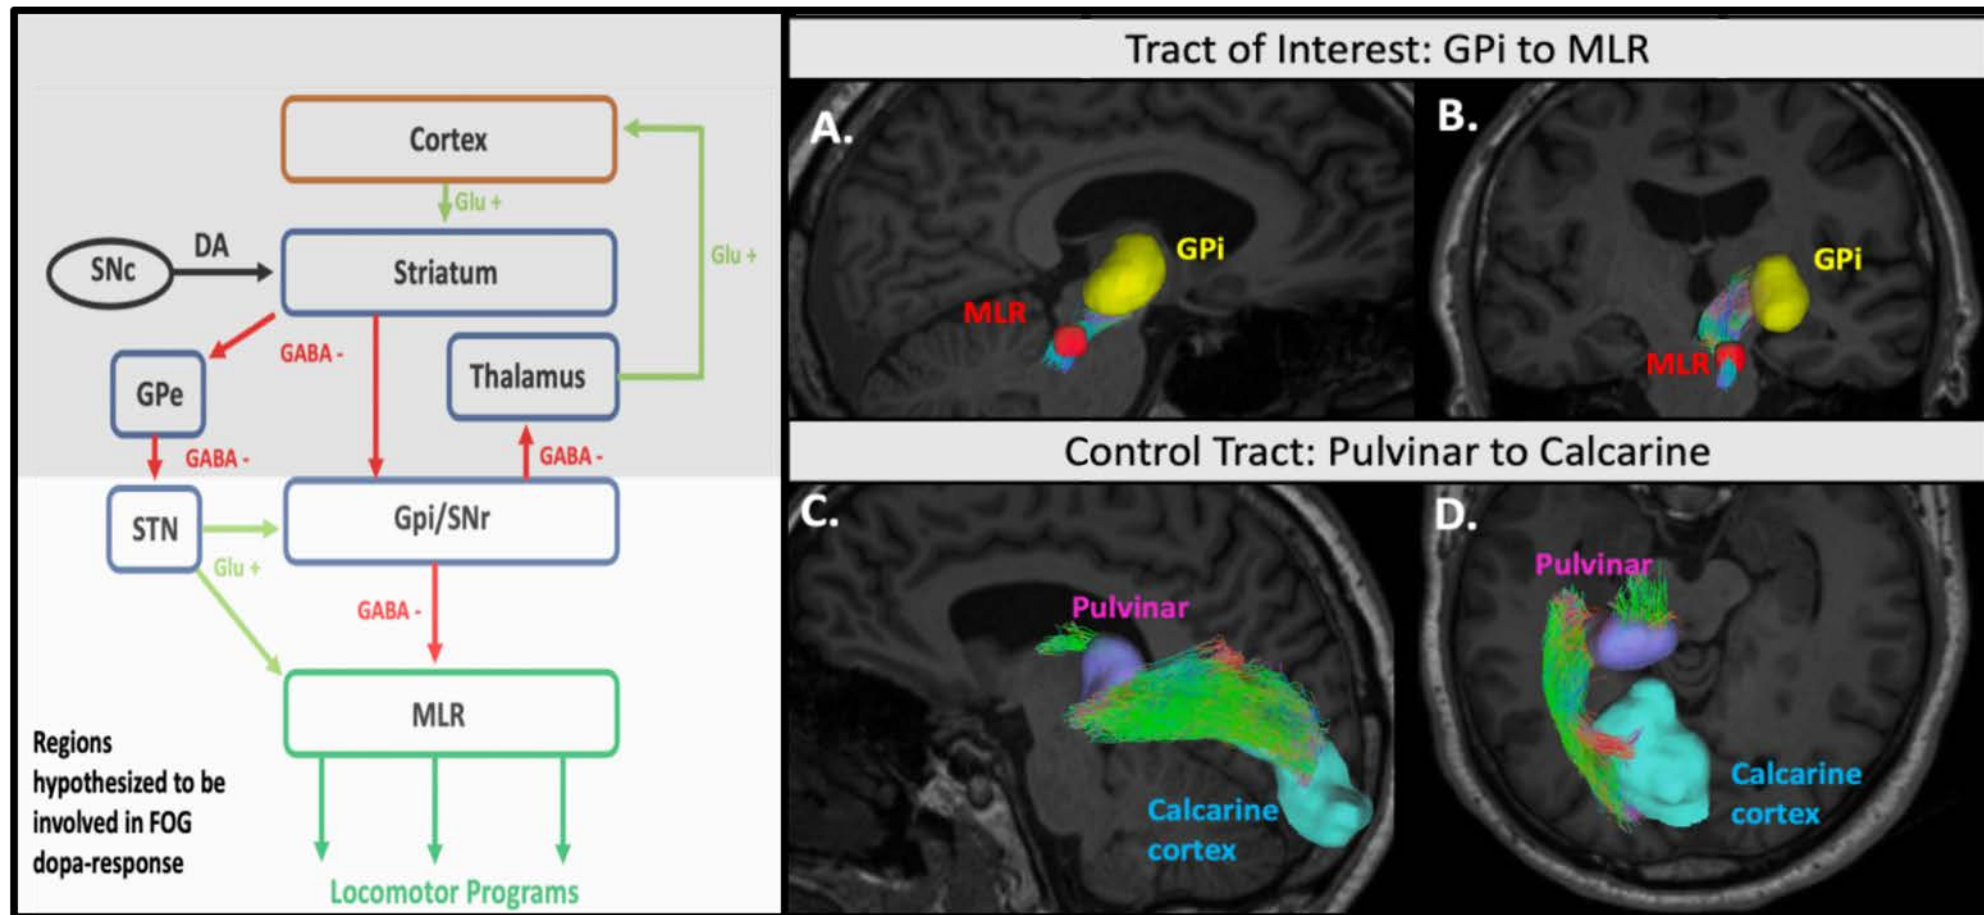 Cortex
Glu +
SNc
DA
Striatum
Glu +
GABA -
Thalamus
GPe
GABA -
GABA -
STN
Gpi/SNr
Glu +
GABA -
MLR
Regions
hypothesized to be
involved in FOG
dopa-response
Locomotor Programs
Tract of Interest: GPi to MLR
A.
GPi
MLR
B.
GPi
MLR
Control Tract: Pulvinar to Calcarine
C.
Pulvinar
Calcarine
cortex
D.
Pulvinar
Calcarine
cortex